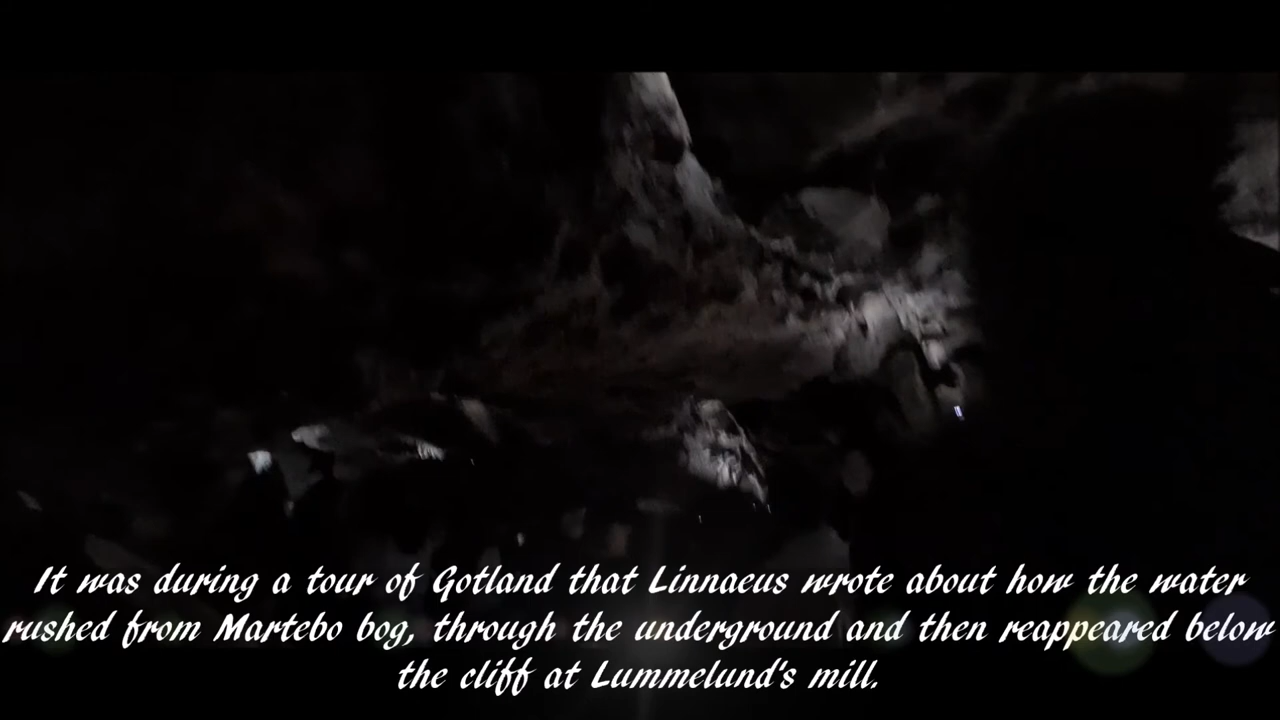 It was during a tour of Gotland that Linnaeus wrote about how the water
rushed from Martebo bog, through the underground and then reappeared below
the cliff at Lummelund's mill.